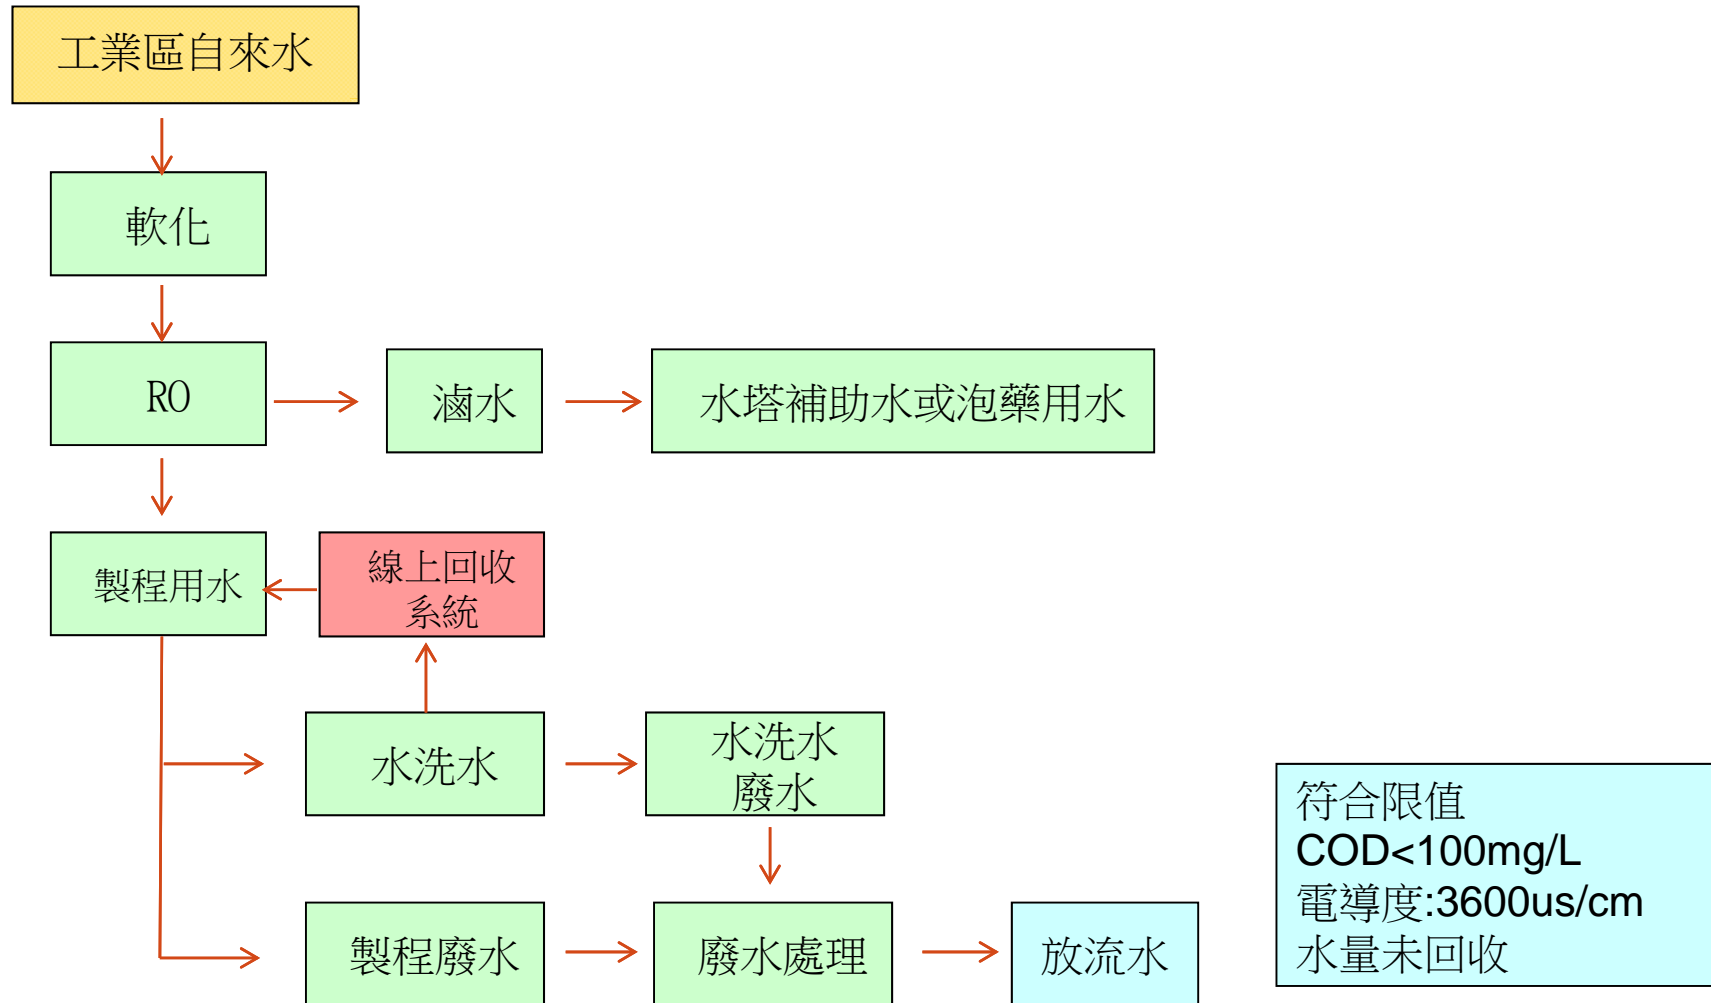 工業區自來水
軟化
RO
滷水
水塔補助水或泡藥用水
製程用水
線上回收
系統
水洗水
水洗水
廢水
製程廢水
廢水處理
放流水
符合限值
COD<100mg/L
電導度:3600us/cm
水量未回收